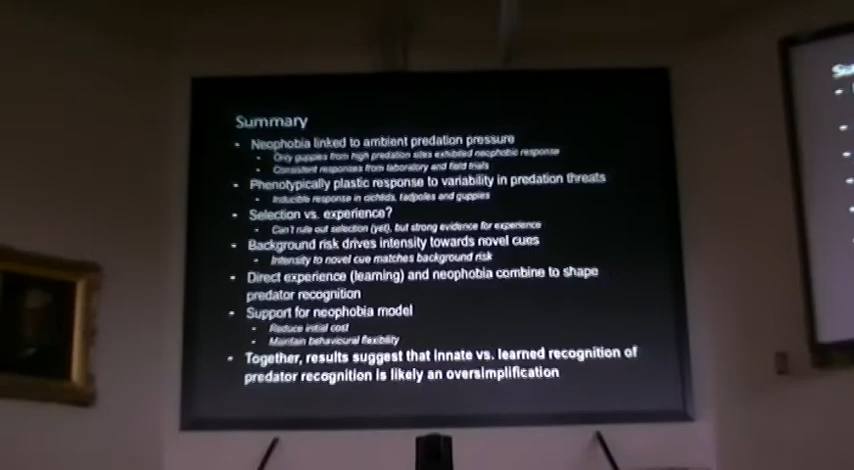 Summary
• Neophobia linked to ambient predation pressure
• Only guppies from high predation sites exhibited neophobic response
• Consistent responses from laboratory and field trials
• Phenotypically plastic response to variability in predation threats
• Inducible response in cichlids, tadpoles and guppies
• Selection vs. experience?
• Can't rule out selection (yet), but strong evidence for experience
• Background risk drives intensity towards novel cues
• Intensity to novel cue matches background risk
• Direct experience (learning) and neophobia combine to shape
predator recognition
• Support for neophobia model
• Reduce initial cost
• Maintain behavioural flexibility
• Together, results suggest that innate vs. learned recognition of
predator recognition is likely an oversimplification